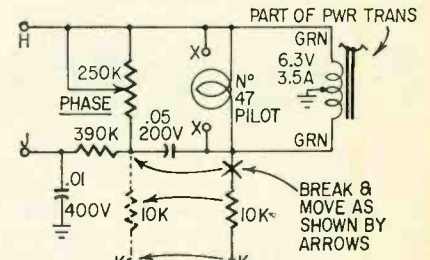 PART OF PWR TRANS
H
GRN
X
250K
6.3V
3.5A
Nº
47
PILOT
PHASE
.05
200V
X
390K
GRN
J
.01
400V
10K
10K
BREAK &
MOVE AS
SHOWN BY
ARROWS
K
K